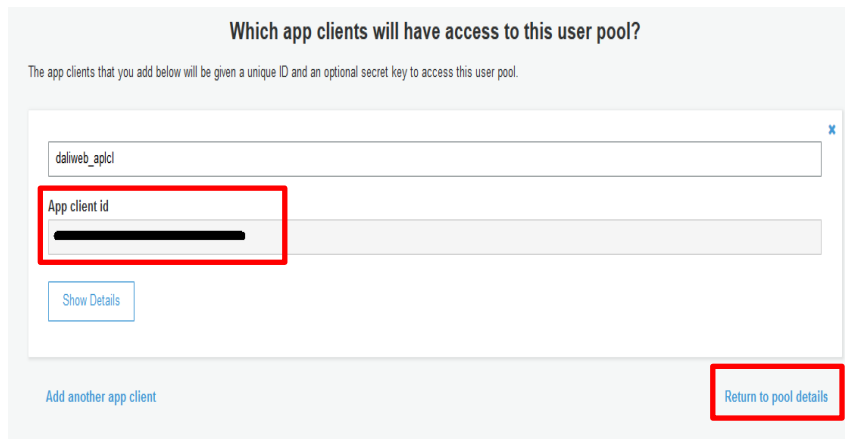 Which app clients will have access to this user pool?
The app clients that you add below will be given a unique ID and an optional secret key to access this user pool.
×
daliweb_aplcl
App client id
Show Details
Add another app client
Return to pool details